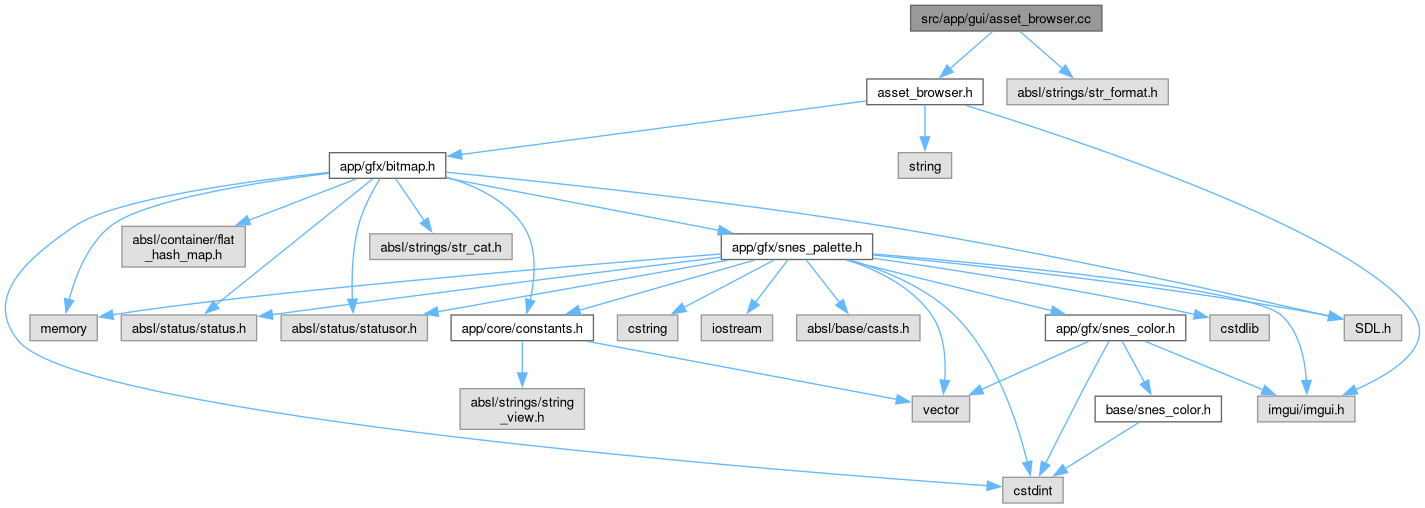 src/app/gui/asset_browser.cc
asset_browser.h
absl/strings/str_format.h
app/gfx/bitmap.h
string
absl/container/flat
_hash_map.h
absl/strings/str_cat.h
app/gfx/snes_palette.h
memory
absl/status/status.h
absl/status/statusor.h
app/core/constants.h
cstring
iostream
absl/base/casts.h
app/gfx/snes_color.h
cstdlib
SDL.h
absl/strings/string
_view.h
vector
base/snes_color.h
imgui/imgui.h
cstdint